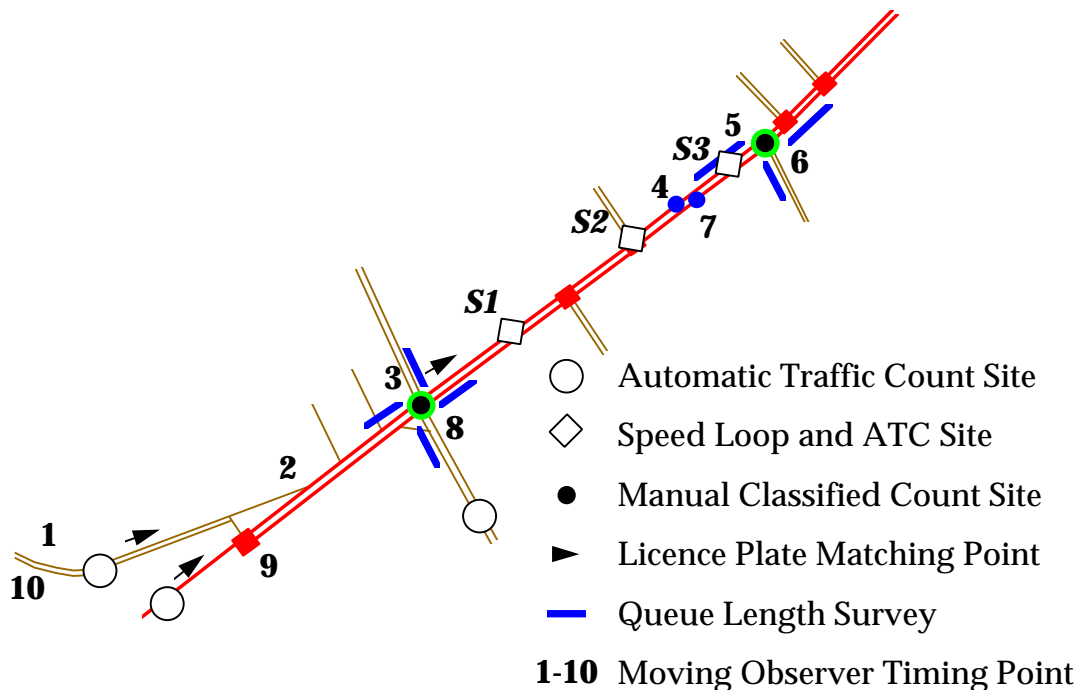 5
S3
6
4
7
S2
S1
3
8
2
1
10
9
Automatic Traffic Count Site
Speed Loop and ATC Site
Manual Classified Count Site
Licence Plate Matching Point
Queue Length Survey
1-10 Moving Observer Timing Point